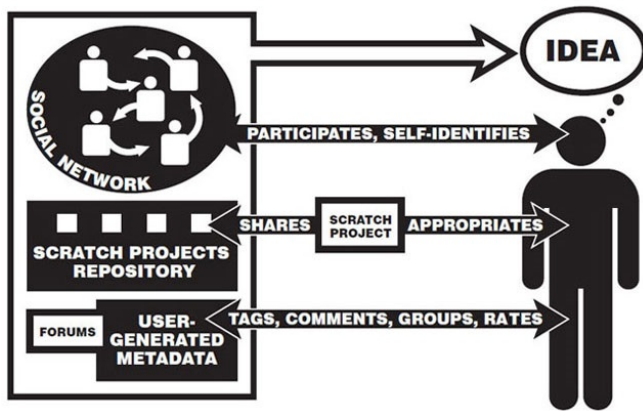 IDEA
SOCIAL NETWORK
PARTICIPATES, SELF-IDENTIFIES
SHARES
SCRATCH
PROJECT
APPROPRIATES
SCRATCH PROJECTS
REPOSITORY
FORUMS
USER-
GENERATED
METADATA
TAGS, COMMENTS, GROUPS, RATES